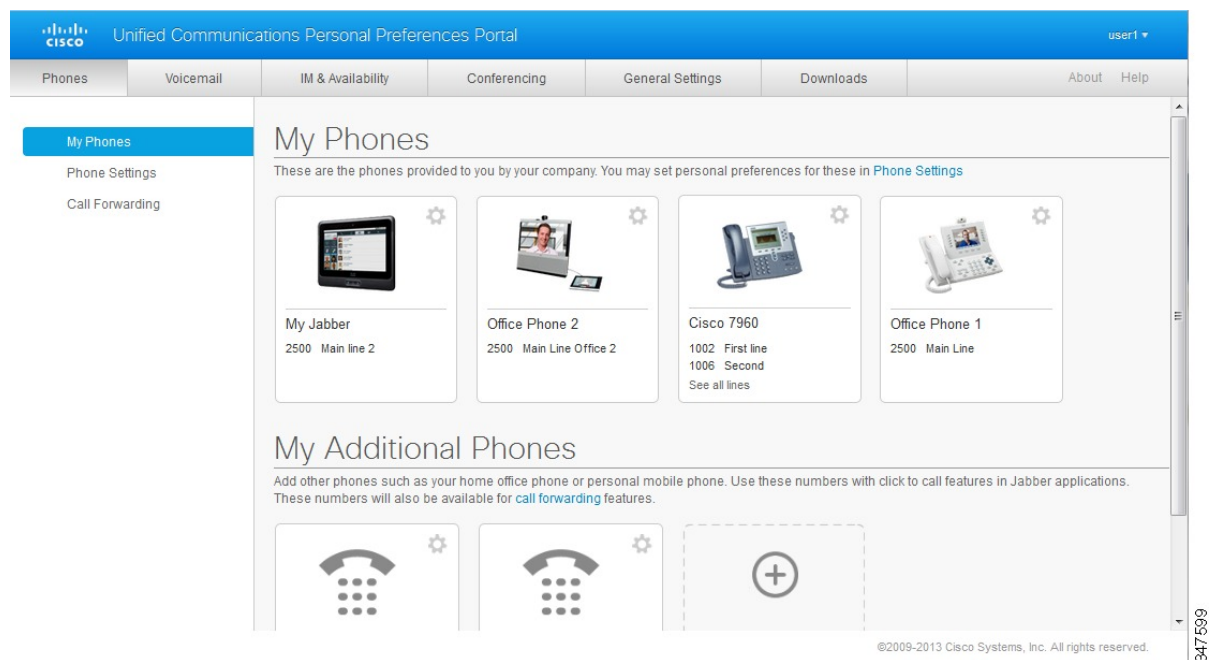 CISCO Unified Communications Personal Preferences Portal user1
Phones Voicemail IM & Availability Conferencing General Settings Downloads About Help
My Phones
Phone Settings
Call Forwarding
My Phones
These are the phones provided to you by your company. You may set personal preferences for these in Phone Settings
My Jabber
2500 Main line 2
Office Phone 2
2500 Main Line Office 2
Cisco 7960
1002 First line
1006 Second
See all lines
Office Phone 1
2500 Main Line
My Additional Phones
Add other phones such as your home office phone or personal mobile phone. Use these numbers with click to call features in Jabber applications.
These numbers will also be available for call forwarding features.
©2009-2013 Cisco Systems, Inc. All rights reserved.
347599